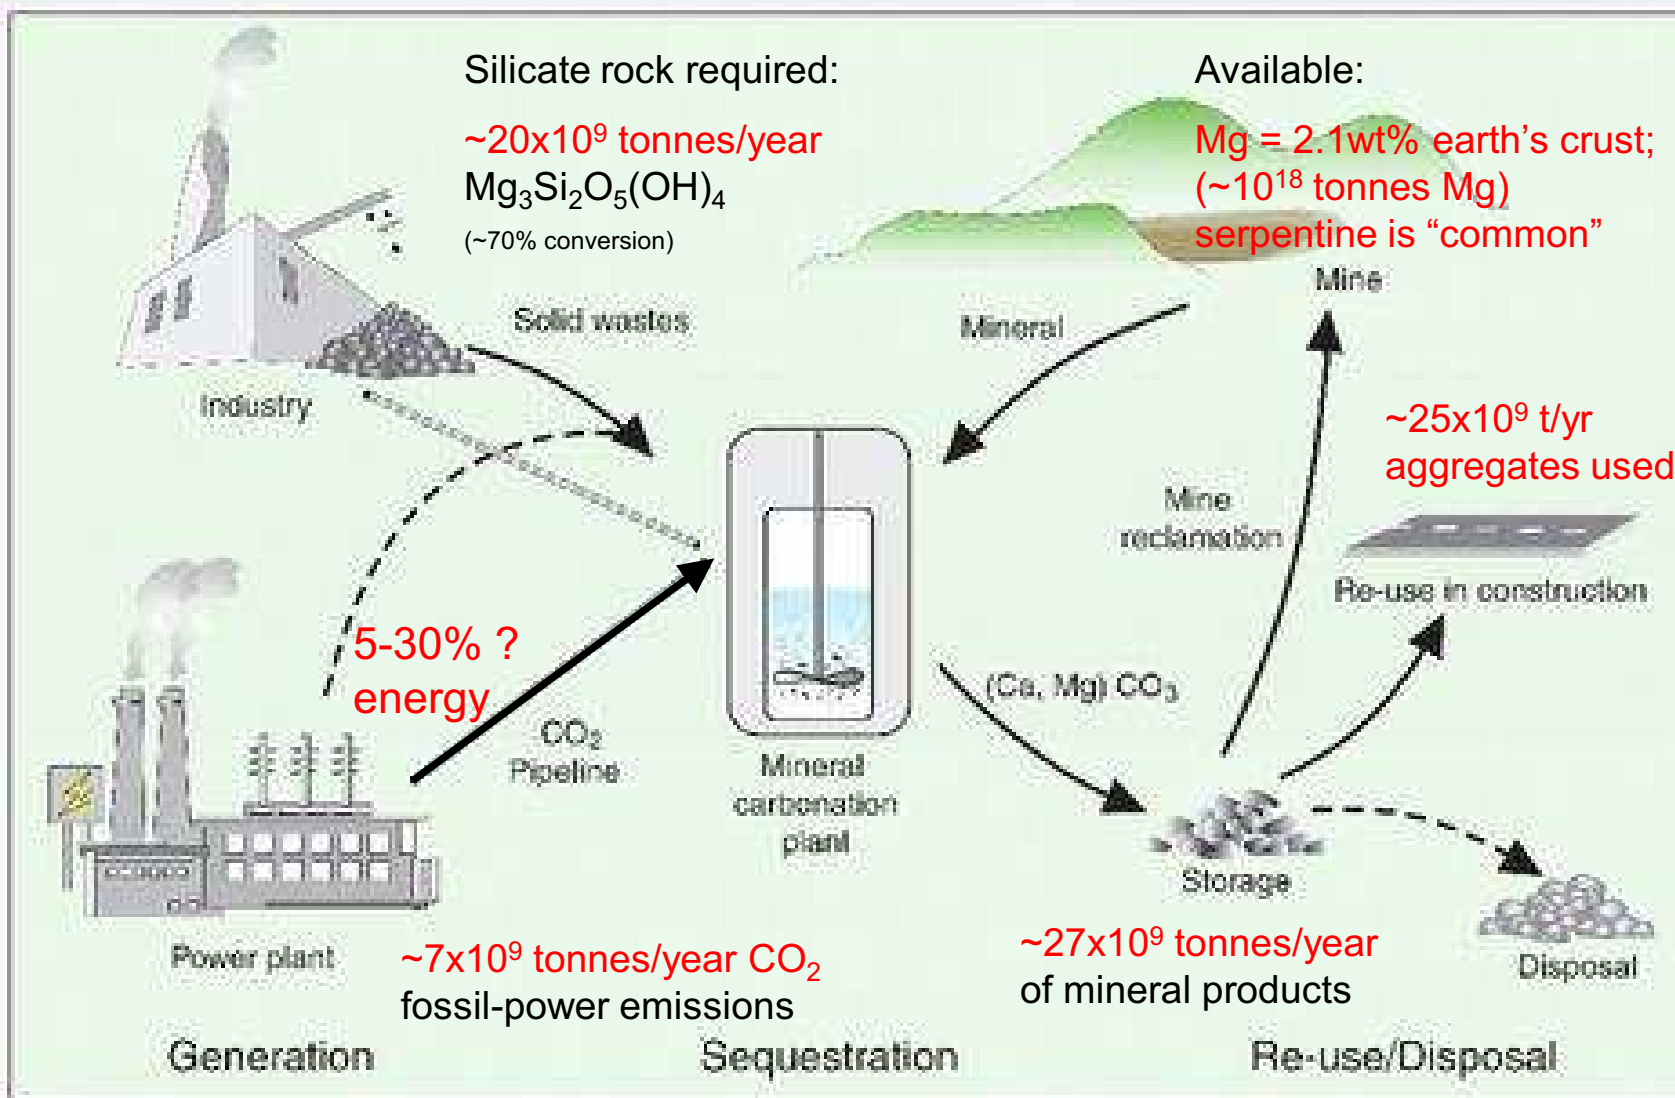 Silicate rock required:
~20x10⁹ tonnes/year
Mg₃Si₂O₅(OH)₄
(~70% conversion)
Available:
Mg = 2.1wt% earth’s crust;
(~10¹⁸ tonnes Mg)
serpentine is “common”
Mine
Solid wastes
Mineral
Industry
~25x10⁹ t/yr
aggregates used
Mine
reclamation
Re-use in construction
5-30% ?
energy
CO₂
Pipeline
(Ca, Mg) CO₃
Mineral
carbonation
plant
Storage
Power plant
~7x10⁹ tonnes/year CO₂
fossil-power emissions
~27x10⁹ tonnes/year
of mineral products
Disposal
Generation
Sequestration
Re-use/Disposal